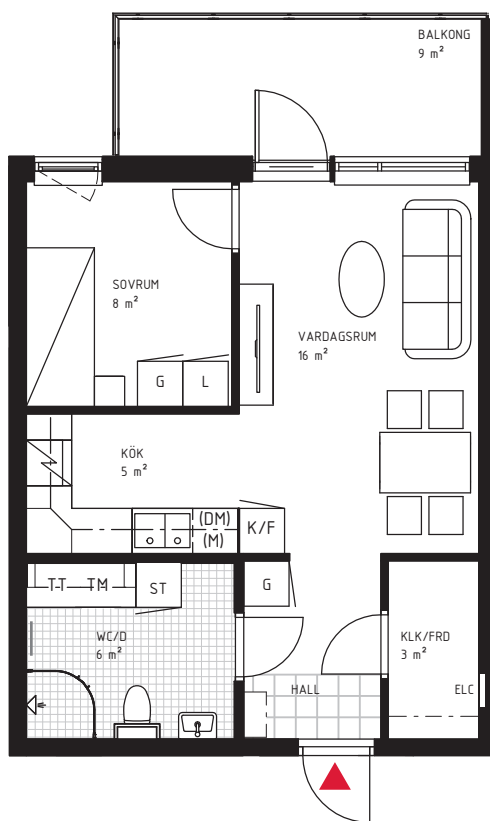 BALKONG
9 m²
SOVRUM
8 m²
VARDAGSRUM
16 m²
G L
KÖK
5 m²
(DM)
(M)
K/F
TT TM ST
G
WC/D
6 m²
KLK/FRD
3 m²
HALL
ELC